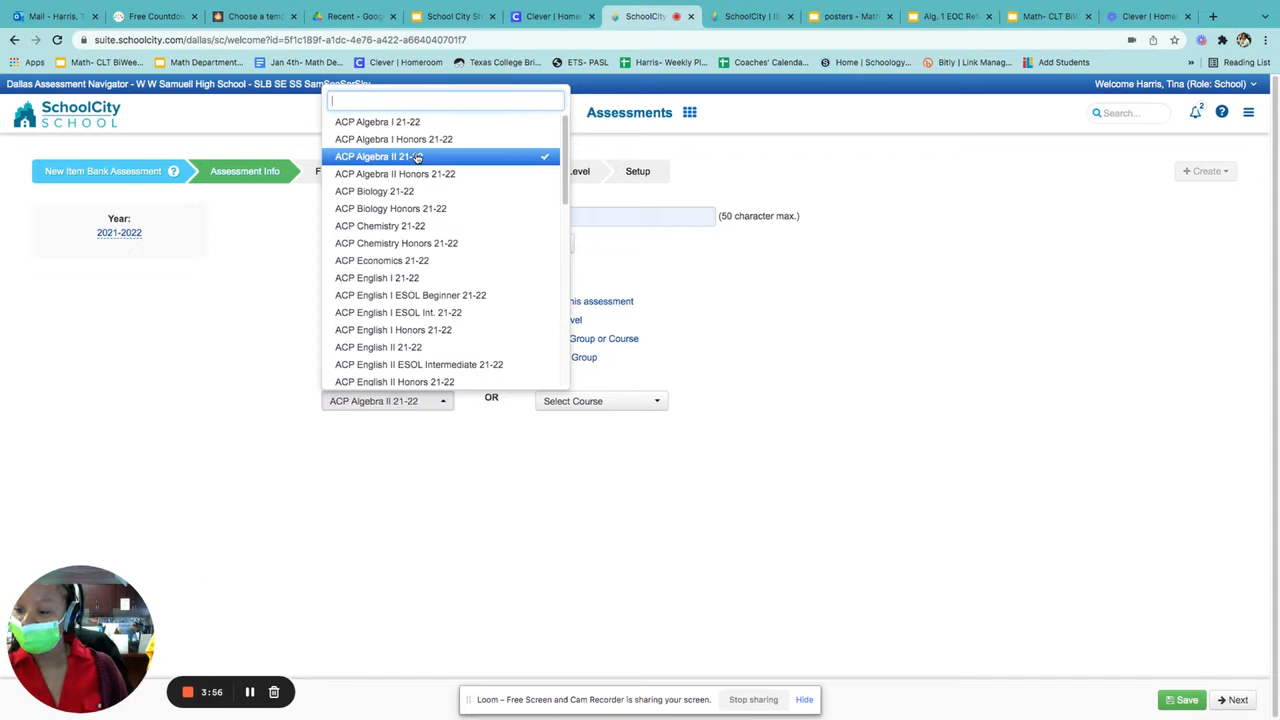 Mail - Harris, T
Free Countdow
Choose a tem
Recent - Goog
School City St
Clever | Home
SchoolCity
SchoolCity | Il
posters - Mat
Alg. 1 EOC Re
Math- CLT BiW
Clever | Home
suite.schoolcity.com/dallas/sc/welcome?id=5f1c189f-a1dc-4e76-a422-a664040701f7
Apps
Math- CLT BiWee...
Math Department...
Jan 4th- Math De...
Clever | Homeroom
Texas College Bri...
ETS- PASL
Harris- Weekly Pl...
Coaches' Calenda...
Home | Schoology...
Bitly | Link Manag...
Add Students
»
Reading List
Dallas Assessment Navigator - W W Samuell High School - SLB SE SS SamSeaSarSky
Welcome Harris, Tina (Role: School)
SchoolCity
SCHOOL
Assessments
Search...
2
New Item Bank Assessment
Assessment Info
F
Level
Setup
+ Create
Year:
2021-2022
(50 character max.)
ACP Algebra I 21-22
ACP Algebra I Honors 21-22
ACP Algebra II 21-22
ACP Algebra II Honors 21-22
ACP Biology 21-22
ACP Biology Honors 21-22
ACP Chemistry 21-22
ACP Chemistry Honors 21-22
ACP Economics 21-22
ACP English I 21-22
ACP English I ESOL Beginner 21-22
ACP English I ESOL Int. 21-22
ACP English I Honors 21-22
ACP English II 21-22
ACP English II ESOL Intermediate 21-22
ACP English II Honors 21-22
his assessment
vel
Group or Course
Group
ACP Algebra II 21-22
OR
Select Course
3:56
Loom – Free Screen and Cam Recorder is sharing your screen.
Stop sharing
Hide
Save
Next